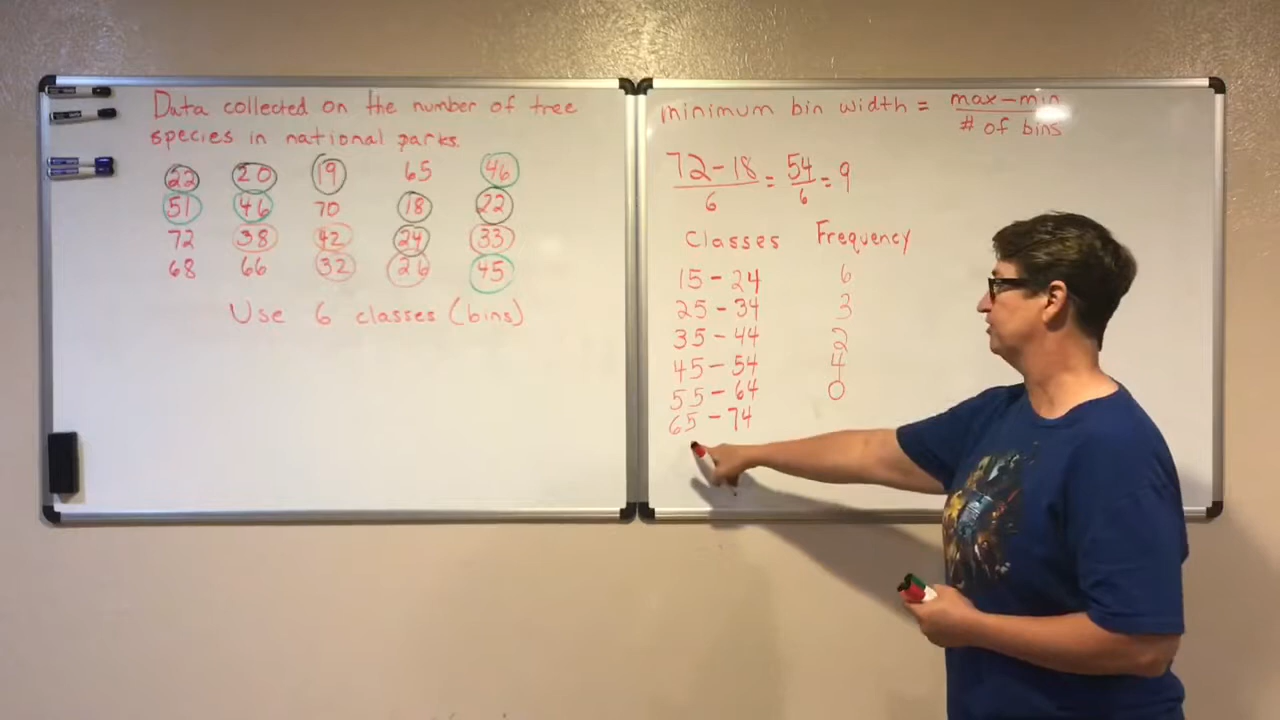 Data collected on the number of tree
species in national parks.
22 20 19 65 46
51 46 70 18 22
72 38 42 24 33
68 66 32 26 45
Use 6 classes (bins)
minimum bin width = max-min
# of bins
72-18 = 54 = 9
6 6
Classes Frequency
15-24 6
25-34 3
35-44 2
45-54 4
55-64 0
65-74